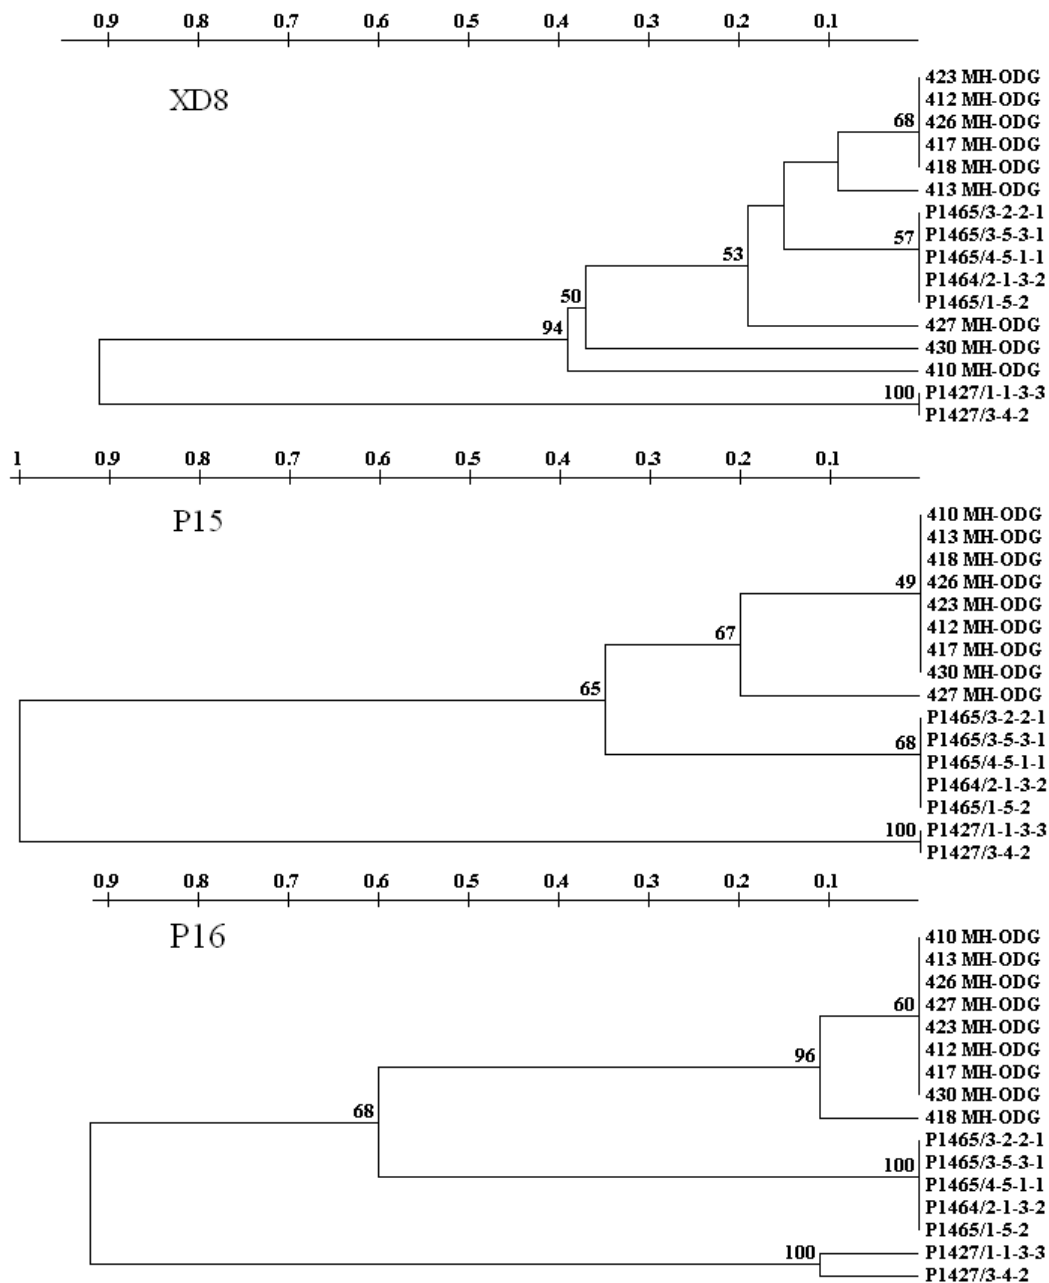 0.9 0.8 0.7 0.6 0.5 0.4 0.3 0.2 0.1
XD8
423 MH-ODG
412 MH-ODG
68 426 MH-ODG
417 MH-ODG
418 MH-ODG
413 MH-ODG
P1465/3-2-2-1
57 P1465/3-5-3-1
53 P1465/4-5-1-1
P1464/2-1-3-2
50 P1465/1-5-2
94 427 MH-ODG
430 MH-ODG
410 MH-ODG
100 P1427/1-1-3-3
P1427/3-4-2
1 0.9 0.8 0.7 0.6 0.5 0.4 0.3 0.2 0.1
P15
410 MH-ODG
413 MH-ODG
418 MH-ODG
49 426 MH-ODG
423 MH-ODG
67 412 MH-ODG
417 MH-ODG
430 MH-ODG
65 427 MH-ODG
P1465/3-2-2-1
68 P1465/3-5-3-1
P1465/4-5-1-1
P1464/2-1-3-2
P1465/1-5-2
100 P1427/1-1-3-3
P1427/3-4-2
0.9 0.8 0.7 0.6 0.5 0.4 0.3 0.2 0.1
P16
410 MH-ODG
413 MH-ODG
426 MH-ODG
60 427 MH-ODG
423 MH-ODG
96 412 MH-ODG
417 MH-ODG
430 MH-ODG
68 418 MH-ODG
P1465/3-2-2-1
100 P1465/3-5-3-1
P1465/4-5-1-1
P1464/2-1-3-2
P1465/1-5-2
100 P1427/1-1-3-3
P1427/3-4-2